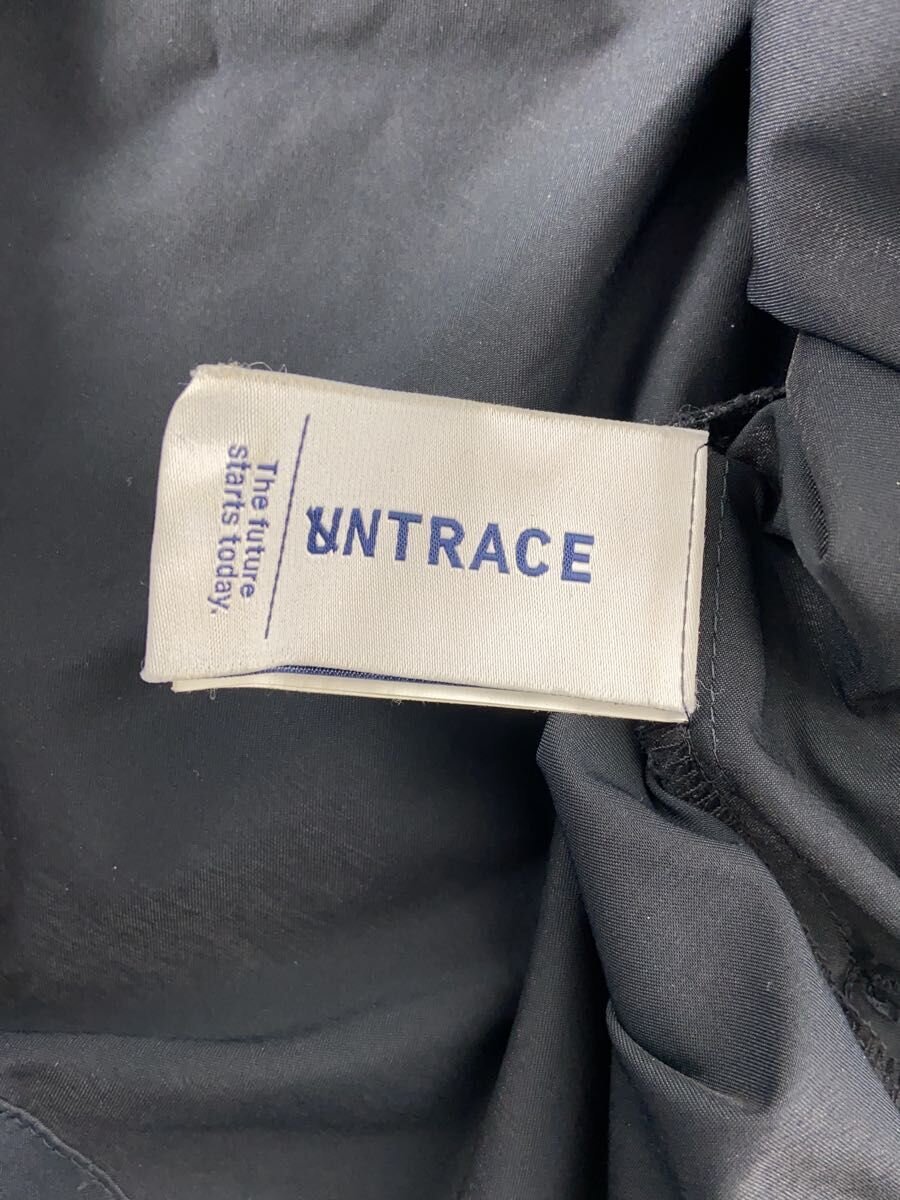 UNTRACE
The future
starts today.